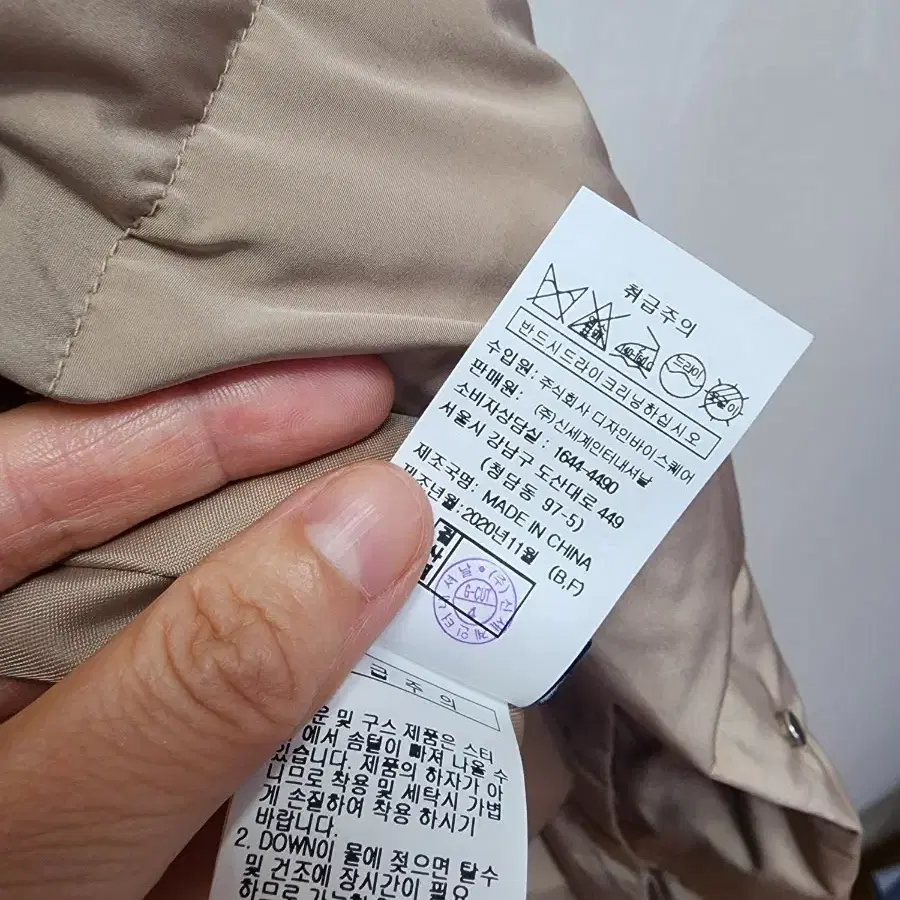 취급주의
드라이
반드시드라이크리닝하십시오
수입원: 주식회사 디자인바이스퀘어
판매원: (주)신세계인터내셔날
소비자상담실: 1644-4490
서울시 강남구 도산대로 449
(청담동 97-5)
제조국명: MADE IN CHINA
제조년월: 2020년11월 (B,F)
G-CUT
4
급 주 의
및 구스 제품은 스티
에서 솜털이 빠져 나올 수
있습니다. 제품의 하자가 아
니므로 착용 및 세탁시 가볍
게 손질하여 착용 하시기
바랍니다.
2. DOWN이 물에 젖으면 탈수
및 건조에 장시간이 필요
하므로 가능한